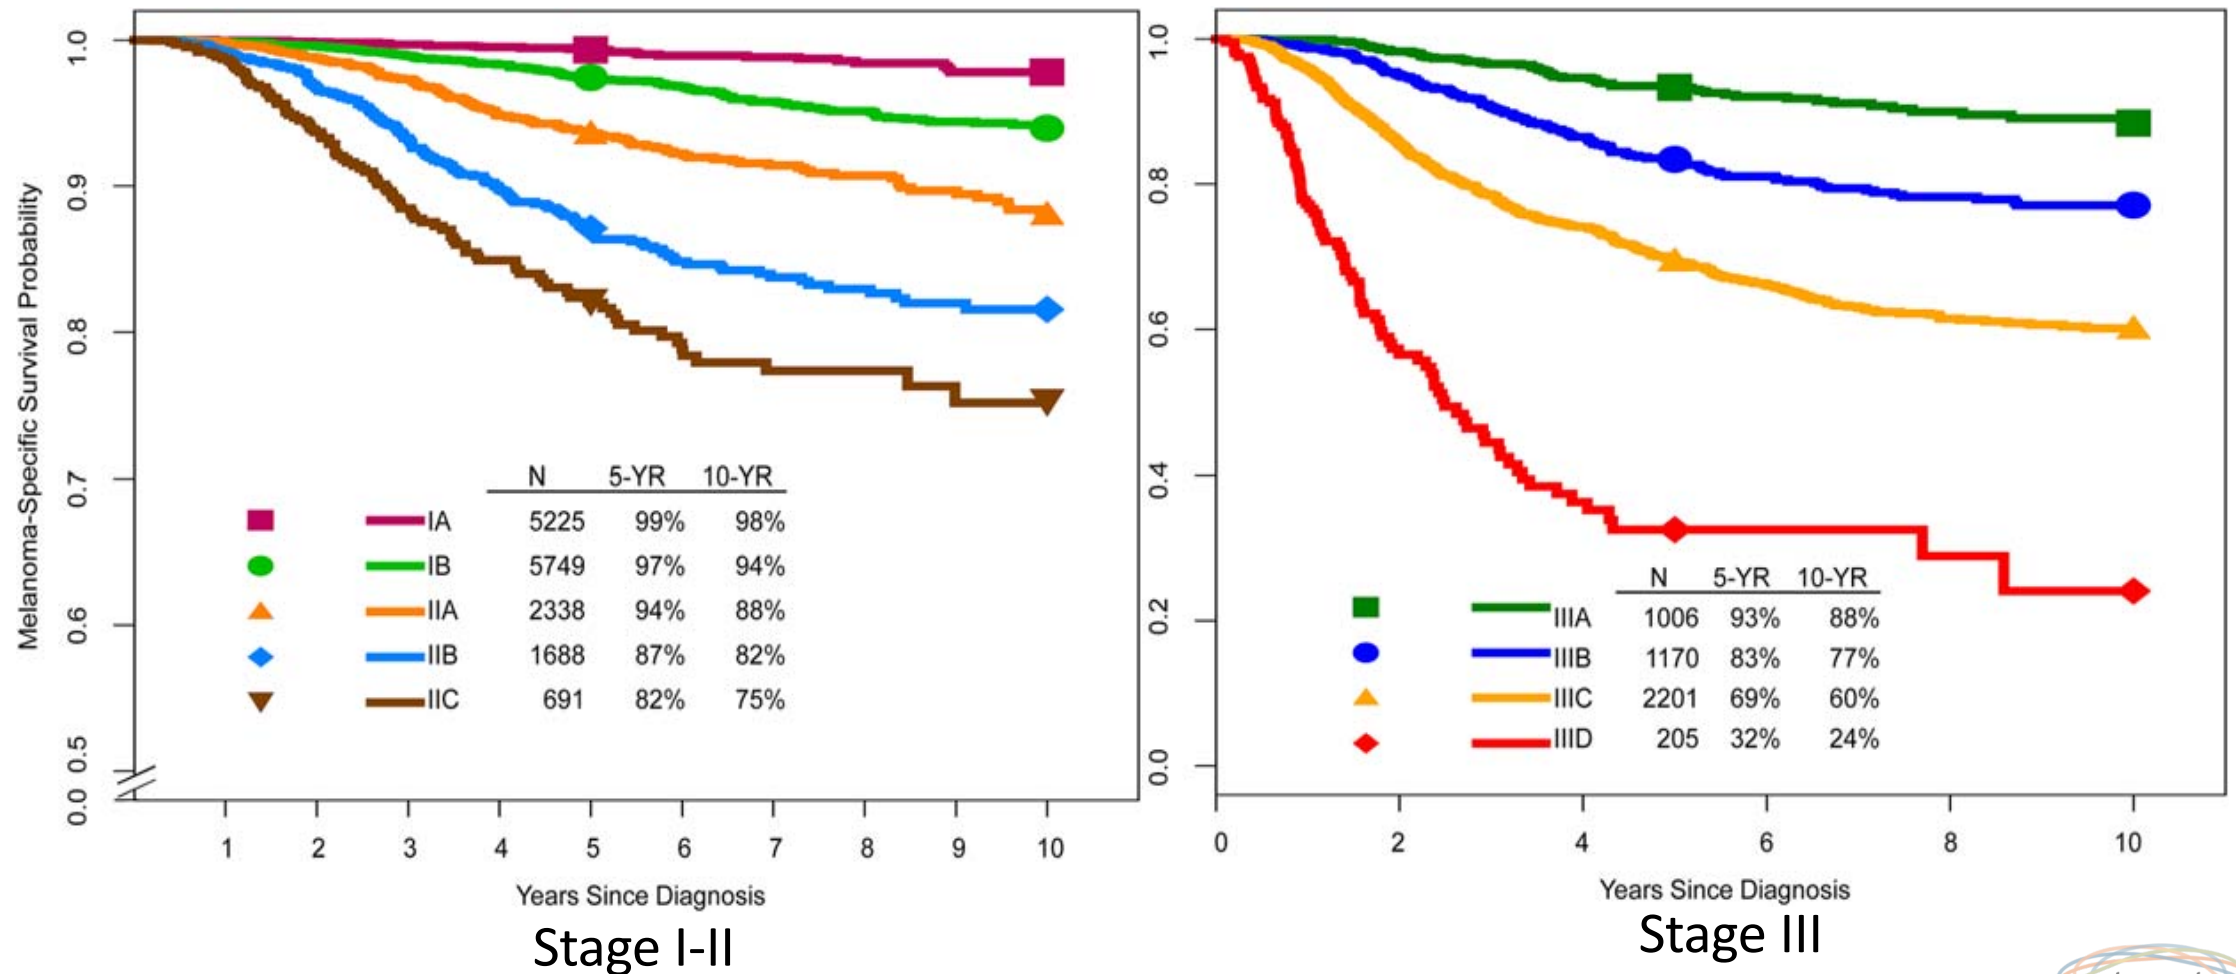 Melanoma-Specific Survival Probability
1.0
0.9
0.8
0.7
0.6
0.5
0.0
N 5-YR 10-YR
IA 5225 99% 98%
IB 5749 97% 94%
IIA 2338 94% 88%
IIB 1688 87% 82%
IIC 691 82% 75%
1 2 3 4 5 6 7 8 9 10
Years Since Diagnosis
Stage I-II
1.0
0.8
0.6
0.4
0.2
0.0
N 5-YR 10-YR
IIIA 1006 93% 88%
IIIB 1170 83% 77%
IIIC 2201 69% 60%
IIID 205 32% 24%
0 2 4 6 8 10
Years Since Diagnosis
Stage III